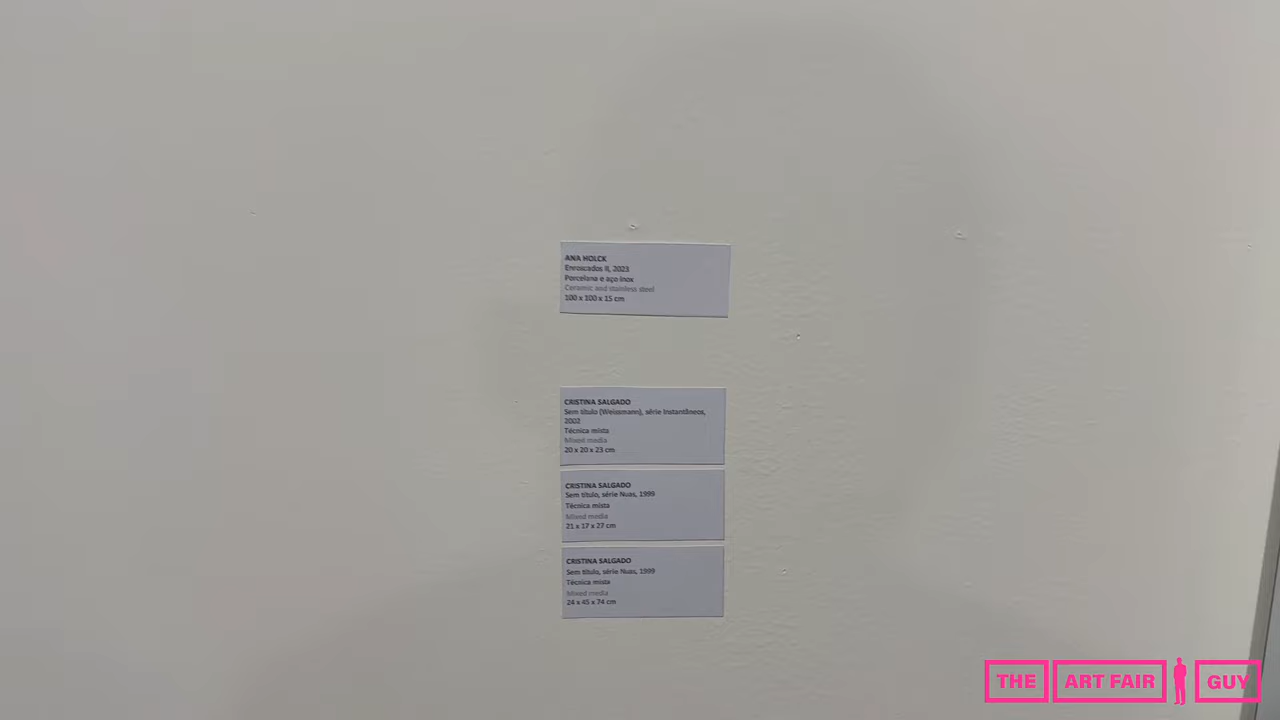 ANA HOLCK
Enroscados II, 2023
Porcelana e aço inox
Ceramic and stainless steel
100 x 100 x 15 cm
CRISTINA SALGADO
Sem título (Weissmann), série Instantâneos,
2002
Técnica mista
Mixed media
20 x 20 x 23 cm
CRISTINA SALGADO
Sem título, série Nuas, 1999
Técnica mista
Mixed media
21 x 17 x 27 cm
CRISTINA SALGADO
Sem título, série Nuas, 1999
Técnica mista
Mixed media
24 x 45 x 74 cm
THE ART FAIR GUY